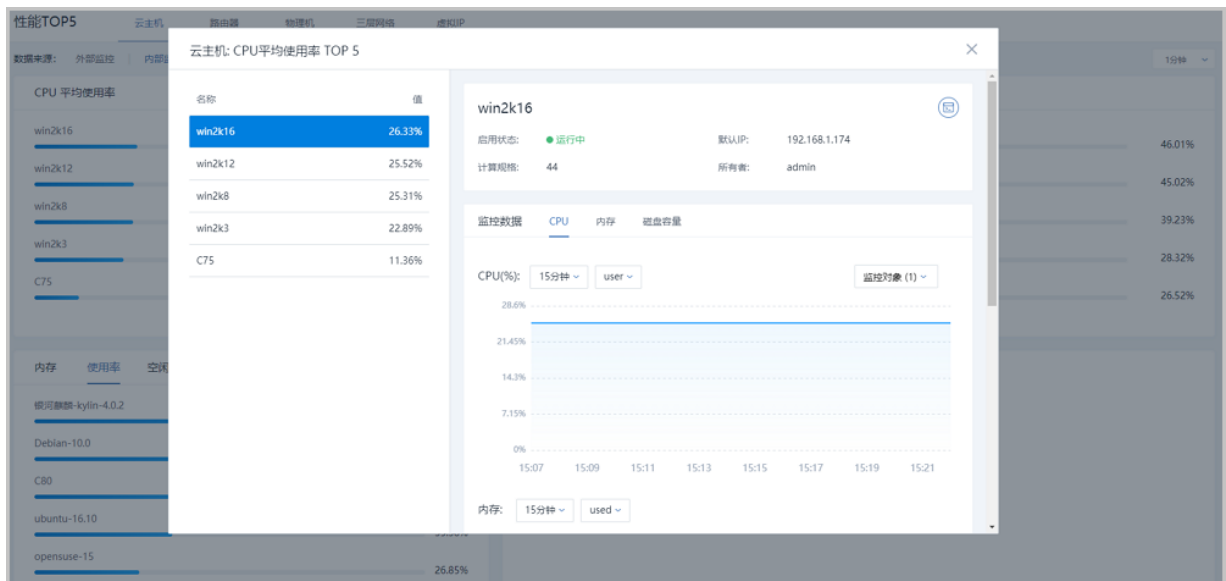 性能TOP5 云主机 路由器 物理机 三层网络 虚拟IP
数据来源: 外部监控 内部 1分钟
云主机: CPU平均使用率 TOP 5
CPU 平均使用率
win2k16
win2k12
win2k8
win2k3
C75
46.01%
45.02%
39.23%
28.32%
26.52%
名称 值
win2k16 26.33%
win2k12 25.52%
win2k8 25.31%
win2k3 22.89%
C75 11.36%
win2k16
启用状态: 运行中 默认IP: 192.168.1.174
计算规格: 44 所有者: admin
监控数据 CPU 内存 磁盘容量
CPU(%): 15分钟 user 监控对象 (1)
28.6%
21.45%
14.3%
7.15%
0%
15:07 15:09 15:11 15:13 15:15 15:17 15:19 15:21
内存: 15分钟 used
内存 使用率 空闲
银河麒麟-kylin-4.0.2
Debian-10.0
C80
ubuntu-16.10
opensuse-15
26.85%